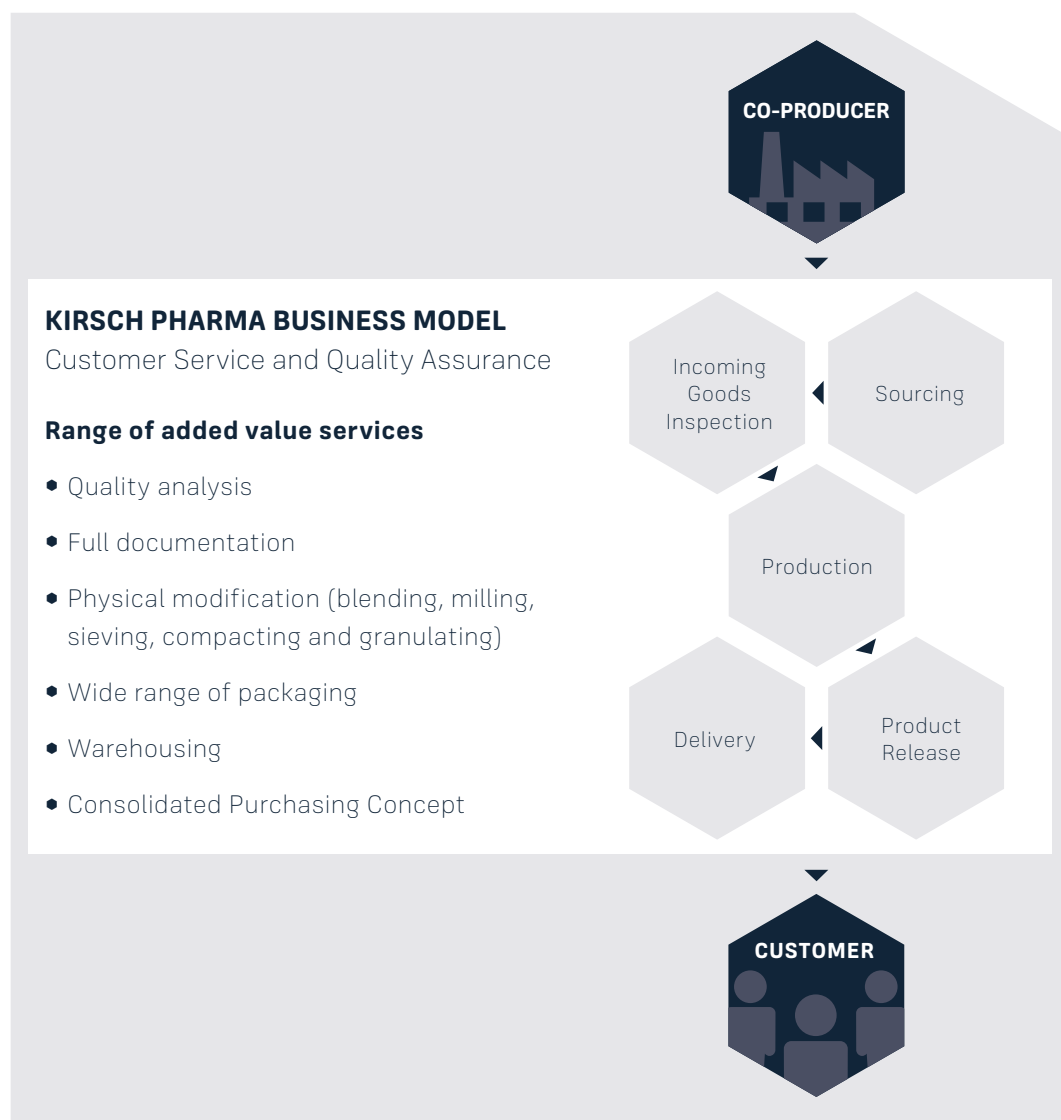 CO-PRODUCER
KIRSCH PHARMA BUSINESS MODEL
Customer Service and Quality Assurance
Range of added value services
Quality analysis
Full documentation
Physical modification (blending, milling,
sieving, compacting and granulating)
Wide range of packaging
Warehousing
Consolidated Purchasing Concept
Incoming
Goods
Inspection
Sourcing
Production
Delivery
Product
Release
CUSTOMER